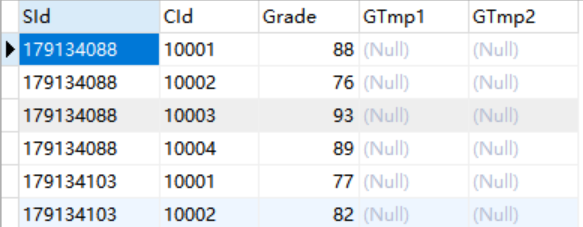 SId CId Grade GTmp1 GTmp2
179134088 10001 88 (Null) (Null)
179134088 10002 76 (Null) (Null)
179134088 10003 93 (Null) (Null)
179134088 10004 89 (Null) (Null)
179134103 10001 77 (Null) (Null)
179134103 10002 82 (Null) (Null)